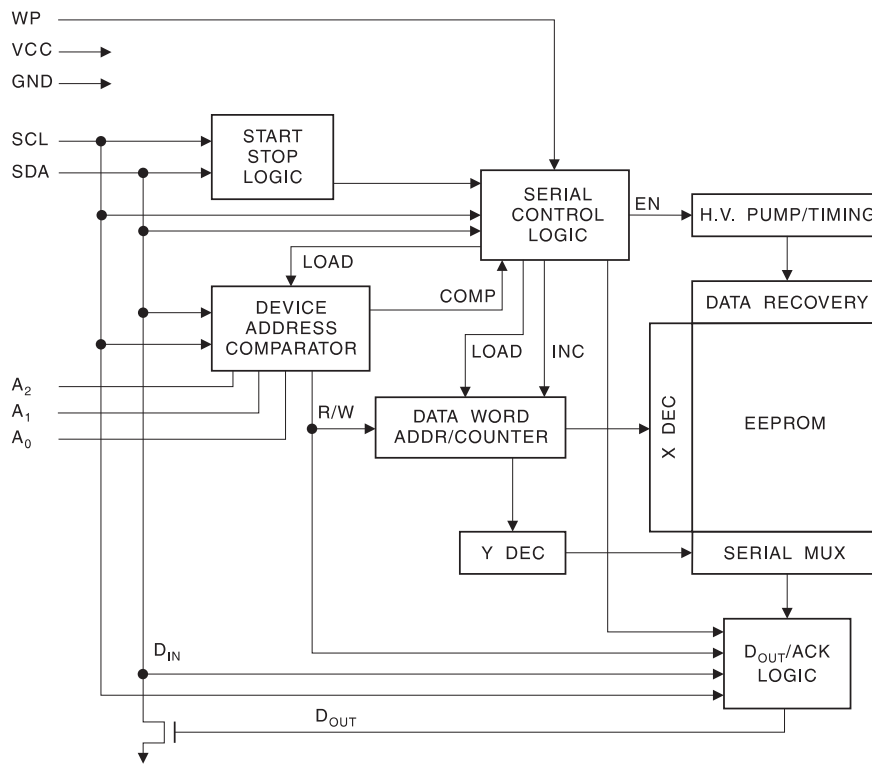 WP
VCC
GND
SCL
SDA
START
STOP
LOGIC
SERIAL
CONTROL
LOGIC
EN
H.V. PUMP/TIMING
LOAD
COMP
DEVICE
ADDRESS
COMPARATOR
DATA RECOVERY
LOAD
INC
A2
A1
A0
R/W
DATA WORD
ADDR/COUNTER
X DEC
EEPROM
Y DEC
SERIAL MUX
DIN
DOUT/ACK
LOGIC
DOUT